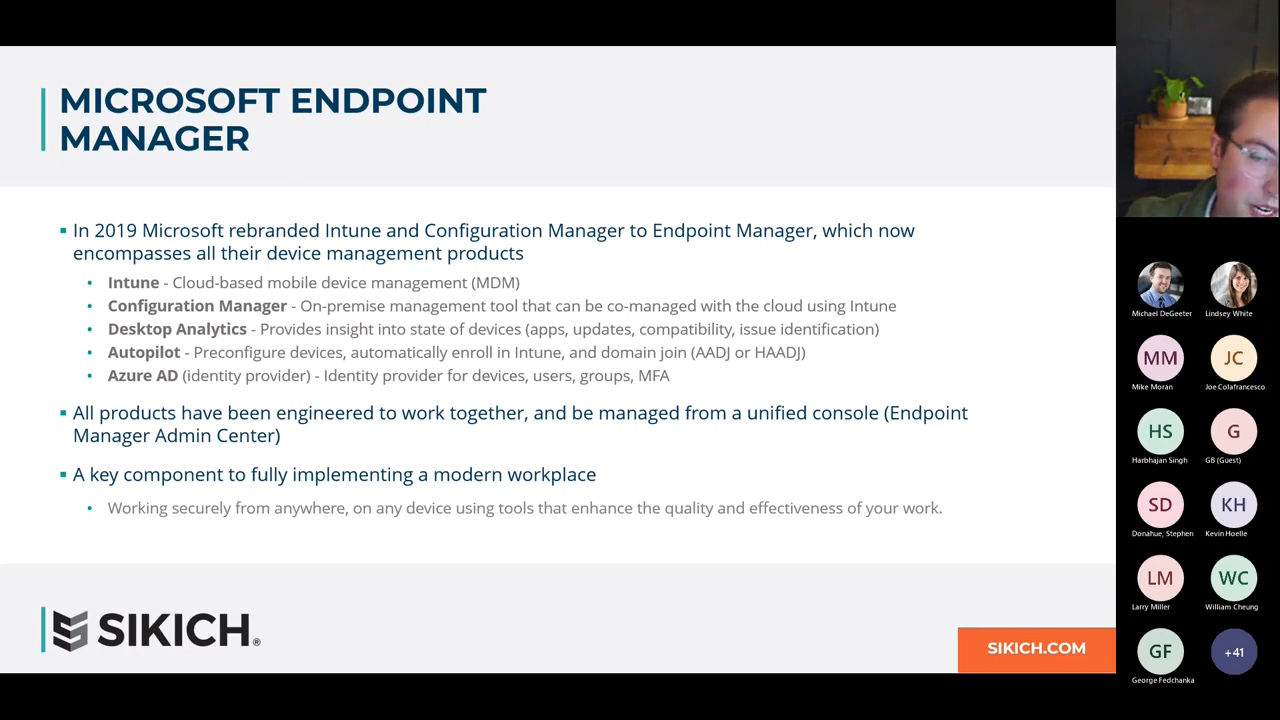 MICROSOFT ENDPOINT
MANAGER
In 2019 Microsoft rebranded Intune and Configuration Manager to Endpoint Manager, which now
encompasses all their device management products
Intune - Cloud-based mobile device management (MDM)
Configuration Manager - On-premise management tool that can be co-managed with the cloud using Intune
Desktop Analytics - Provides insight into state of devices (apps, updates, compatibility, issue identification)
Autopilot - Preconfigure devices, automatically enroll in Intune, and domain join (AADJ or HAADJ)
Azure AD (identity provider) - Identity provider for devices, users, groups, MFA
All products have been engineered to work together, and be managed from a unified console (Endpoint
Manager Admin Center)
A key component to fully implementing a modern workplace
Working securely from anywhere, on any device using tools that enhance the quality and effectiveness of your work.
SIKICH®
SIKICH.COM
Michael DeGeeter
Lindsey White
MM
JC
Mike Moran
Joe Colafrancesco
HS
G
Harbhajan Singh
GB (Guest)
SD
KH
Donahue, Stephen
Kevin Hoelle
LM
WC
Larry Miller
William Cheung
GF
+41
George Fedchanka